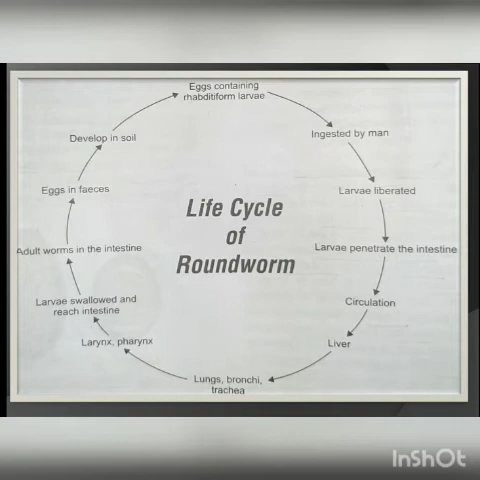 Eggs containing
rhabditiform larvae
Ingested by man
Larvae liberated
Larvae penetrate the intestine
Circulation
Liver
Lungs, bronchi,
trachea
Larynx, pharynx
Larvae swallowed and
reach intestine
Adult worms in the intestine
Eggs in faeces
Develop in soil
Life Cycle
of
Roundworm
InShOt